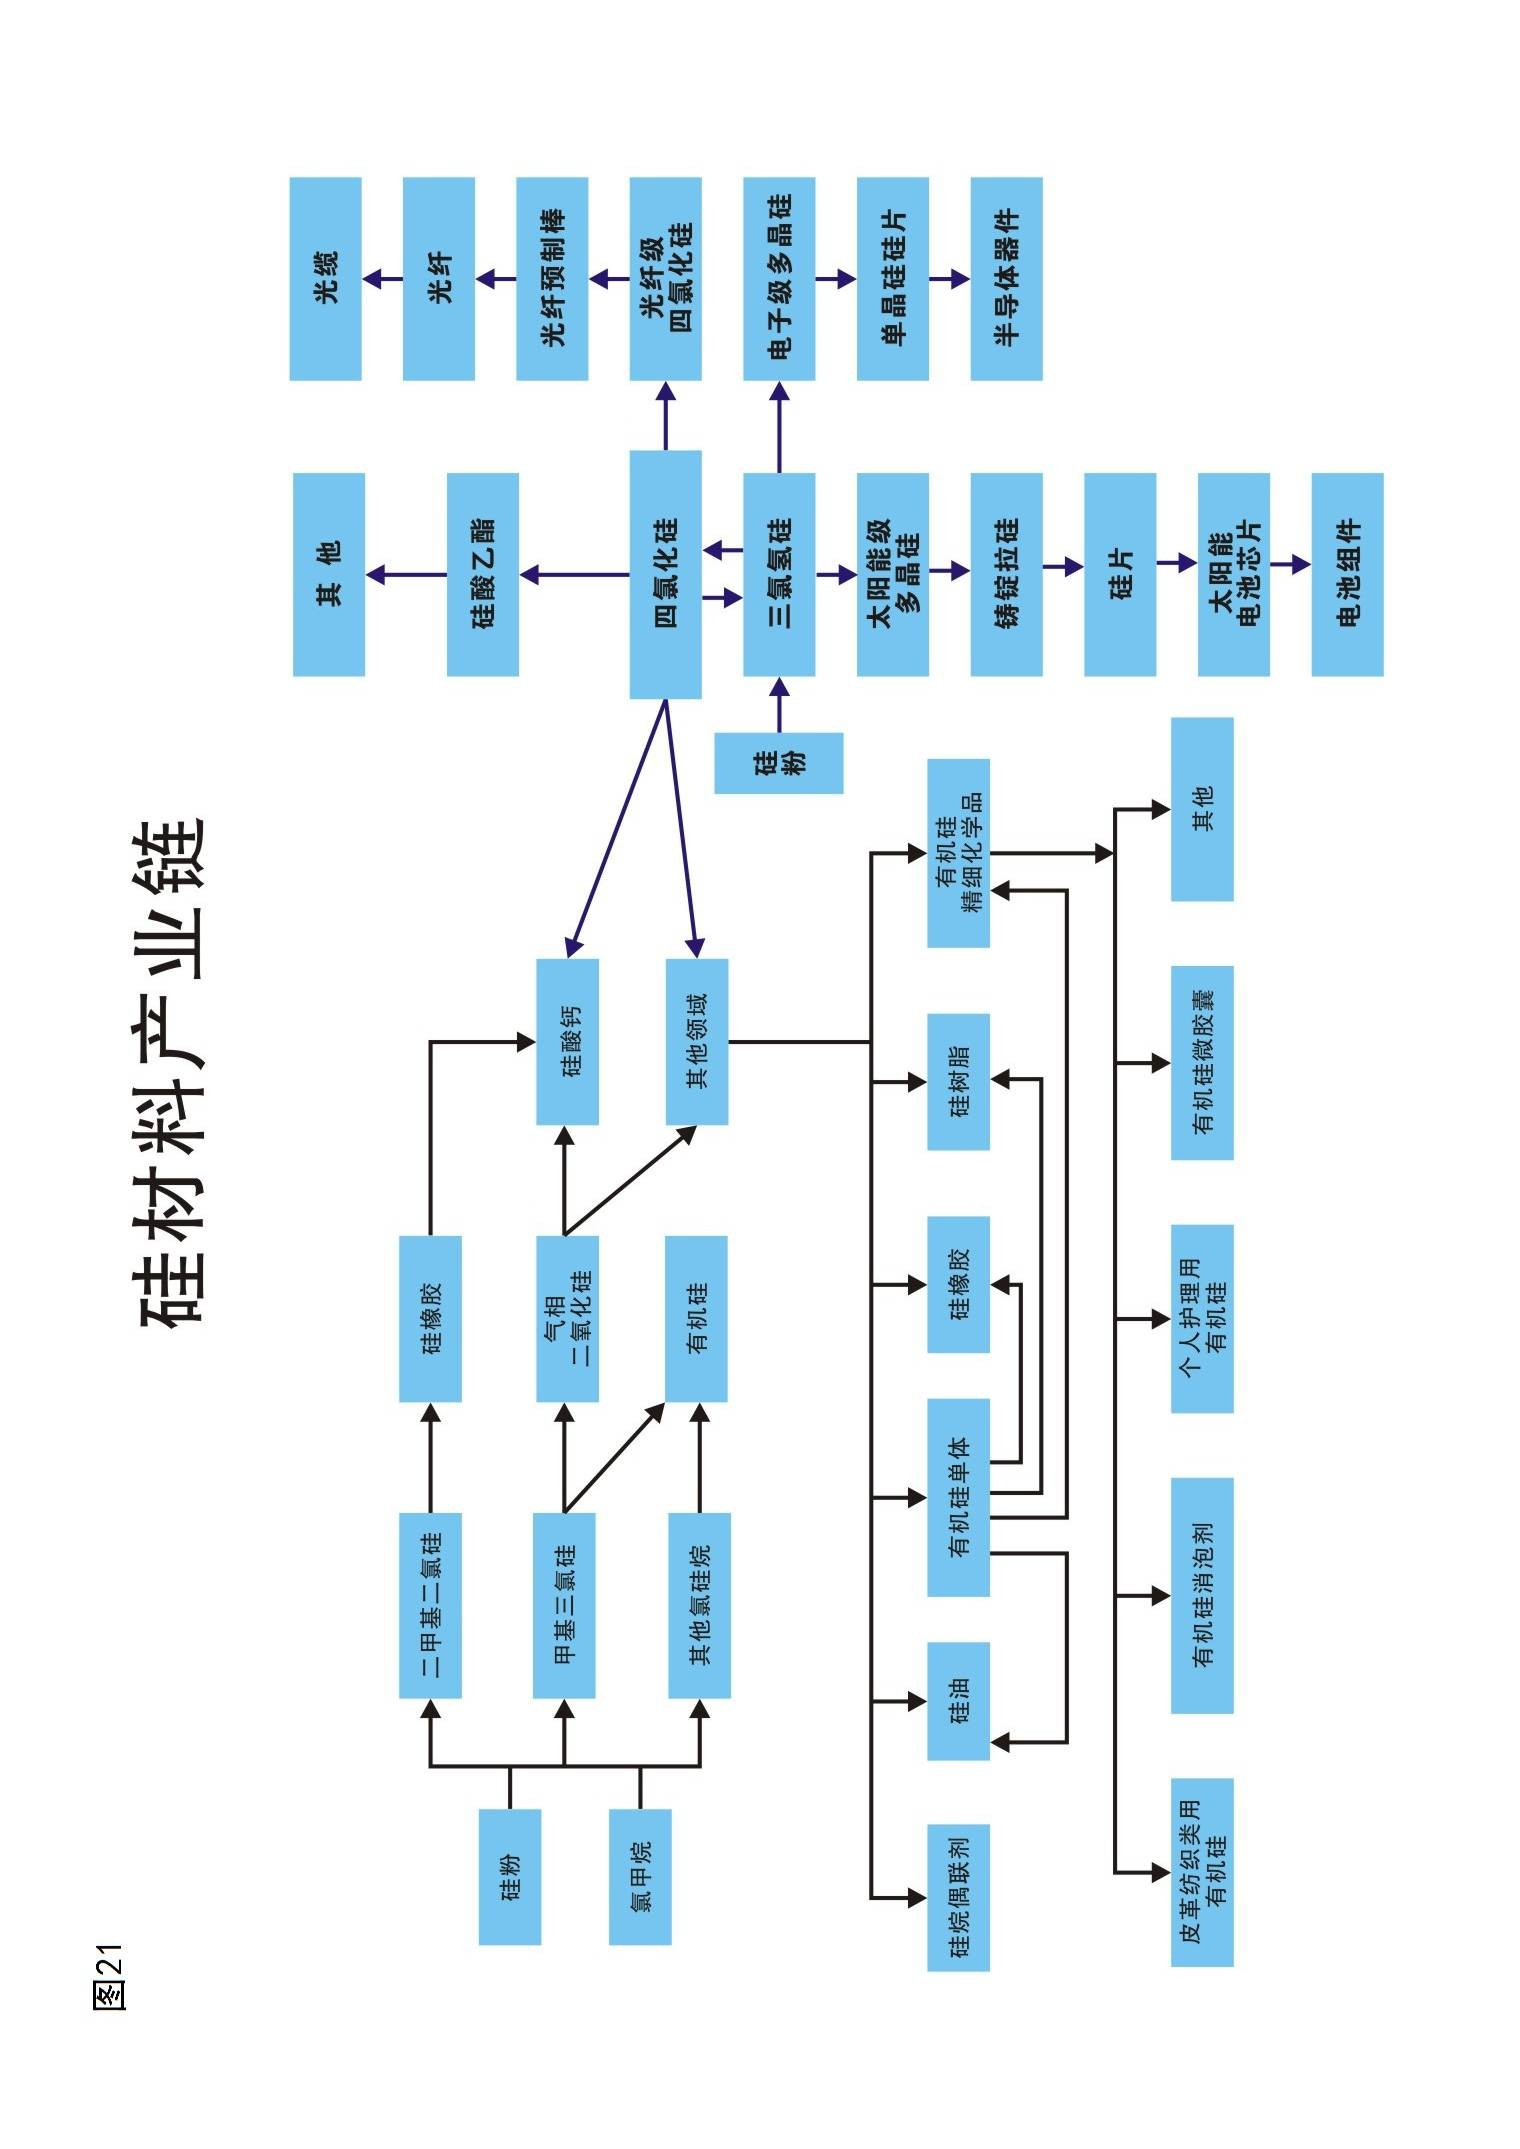 图21
硅材料产业链
光缆
光纤
光纤预制棒
光纤级
四氯化硅
电子级多晶硅
单晶硅硅片
半导体器件
其他
硅酸乙酯
四氯化硅
三氯氢硅
太阳能级
多晶硅
铸锭拉硅
硅片
太阳能
电池芯片
电池组件
硅
粉
硅粉
氯甲烷
二甲基二氯硅
甲基三氯硅
其他氯硅烷
硅橡胶
气相
二氧化硅
有机硅
硅酸钙
其他领域
硅烷偶联剂
硅油
有机硅单体
硅橡胶
硅树脂
有机硅
精细化学品
皮革纺织类用
有机硅
有机硅消泡剂
个人护理用
有机硅
有机硅微胶囊
其他